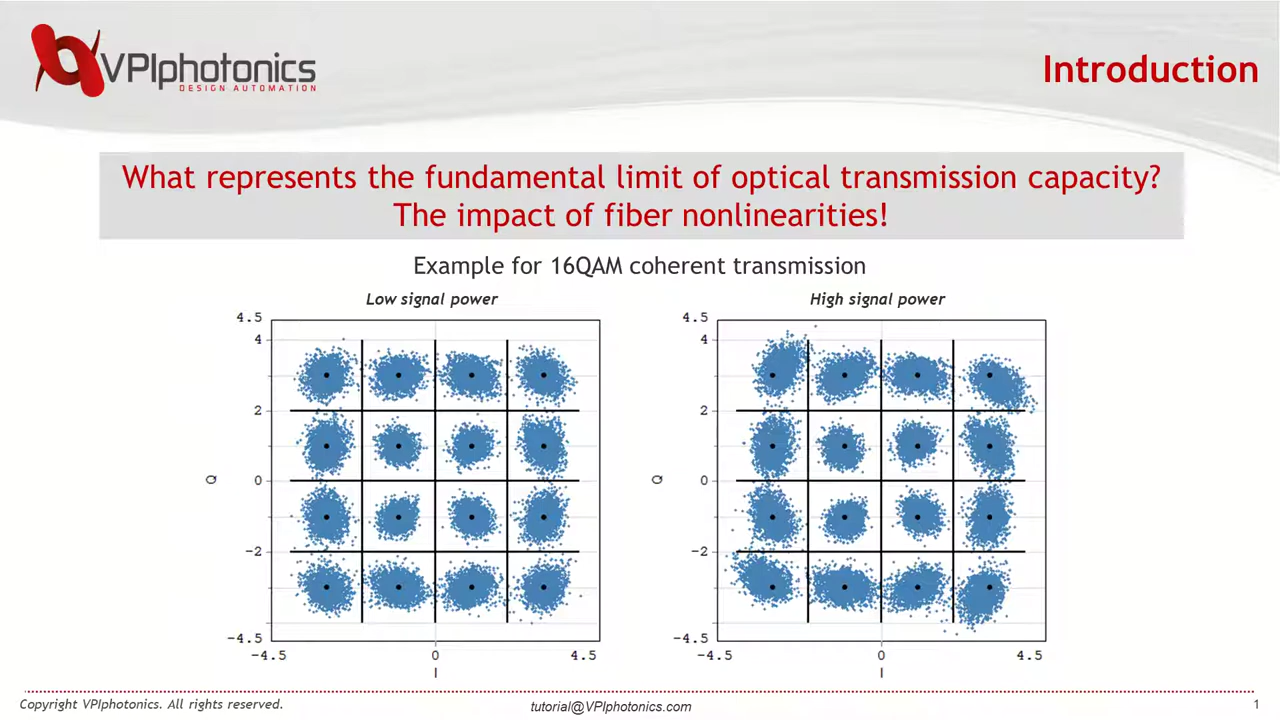 VPIphotonics
DESIGN AUTOMATION
Introduction
What represents the fundamental limit of optical transmission capacity?
The impact of fiber nonlinearities!
Example for 16QAM coherent transmission
Low signal power
High signal power
4.5
4
2
0
-2
-4.5
-4.5
0
4.5
Q
I
4.5
4
2
0
-2
-4.5
-4.5
0
4.5
Q
I
Copyright VPIphotonics. All rights reserved.
tutorial@VPIphotonics.com
1